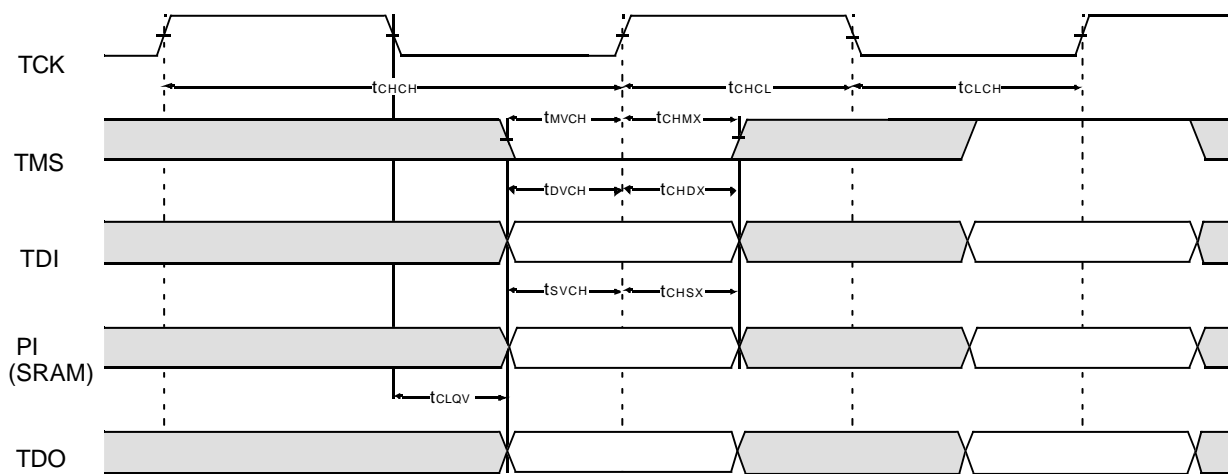 TCK
tCHCH
tCHCL
tCLCH
tMVCH
tCHMX
TMS
tDVCH
tCHDX
TDI
tSVCH
tCHSX
PI
(SRAM)
tCLQV
TDO